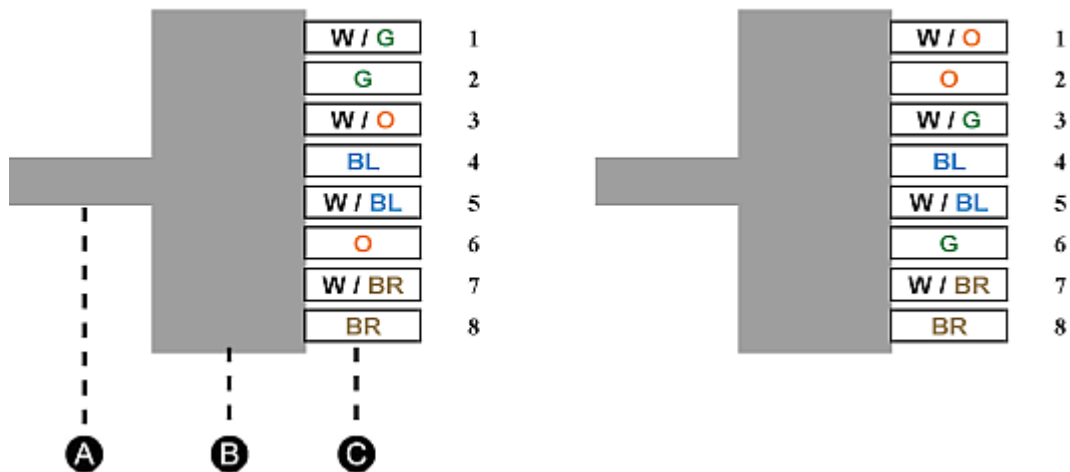 W / G 1 W / O 1
G 2 O 2
W / O 3 W / G 3
BL 4 BL 4
W / BL 5 W / BL 5
O 6 G 6
W / BR 7 W / BR 7
BR 8 BR 8
A B C